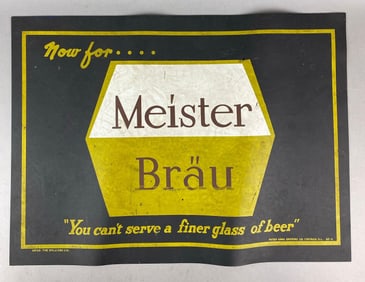 Now for....
Meister
Bräu
"You can't serve a finer glass of beer"